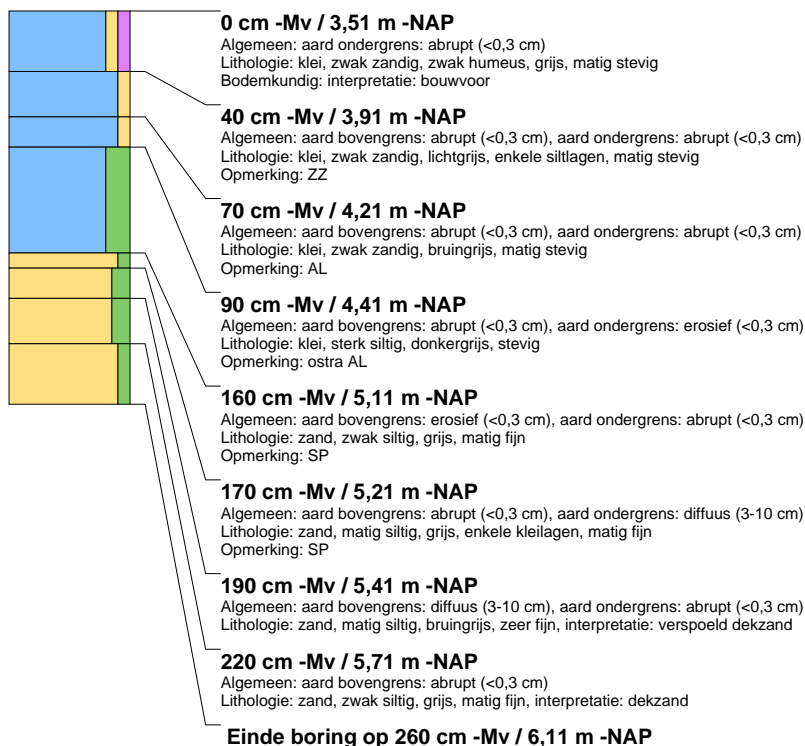 0 cm -Mv / 3,51 m -NAP
Algemeen: aard ondergrens: abrupt (<0,3 cm)
Lithologie: klei, zwak zandig, zwak humeus, grijs, matig stevig
Bodemkundig: interpretatie: bouwvoor
40 cm -Mv / 3,91 m -NAP
Algemeen: aard bovengrens: abrupt (<0,3 cm), aard ondergrens: abrupt (<0,3 cm)
Lithologie: klei, zwak zandig, lichtgrijs, enkele siltlagen, matig stevig
Opmerking: ZZ
70 cm -Mv / 4,21 m -NAP
Algemeen: aard bovengrens: abrupt (<0,3 cm), aard ondergrens: abrupt (<0,3 cm)
Lithologie: klei, zwak zandig, bruingrijs, matig stevig
Opmerking: AL
90 cm -Mv / 4,41 m -NAP
Algemeen: aard bovengrens: abrupt (<0,3 cm), aard ondergrens: erosief (<0,3 cm)
Lithologie: klei, sterk siltig, donkergrijs, stevig
Opmerking: ostra AL
160 cm -Mv / 5,11 m -NAP
Algemeen: aard bovengrens: erosief (<0,3 cm), aard ondergrens: abrupt (<0,3 cm)
Lithologie: zand, zwak siltig, grijs, matig fijn
Opmerking: SP
170 cm -Mv / 5,21 m -NAP
Algemeen: aard bovengrens: abrupt (<0,3 cm), aard ondergrens: diffuus (3-10 cm)
Lithologie: zand, matig siltig, grijs, enkele kleilagen, matig fijn
Opmerking: SP
190 cm -Mv / 5,41 m -NAP
Algemeen: aard bovengrens: diffuus (3-10 cm), aard ondergrens: abrupt (<0,3 cm)
Lithologie: zand, matig siltig, bruingrijs, zeer fijn, interpretatie: verspoeld dekzand
220 cm -Mv / 5,71 m -NAP
Algemeen: aard bovengrens: abrupt (<0,3 cm)
Lithologie: zand, zwak siltig, grijs, matig fijn, interpretatie: dekzand
Einde boring op 260 cm -Mv / 6,11 m -NAP